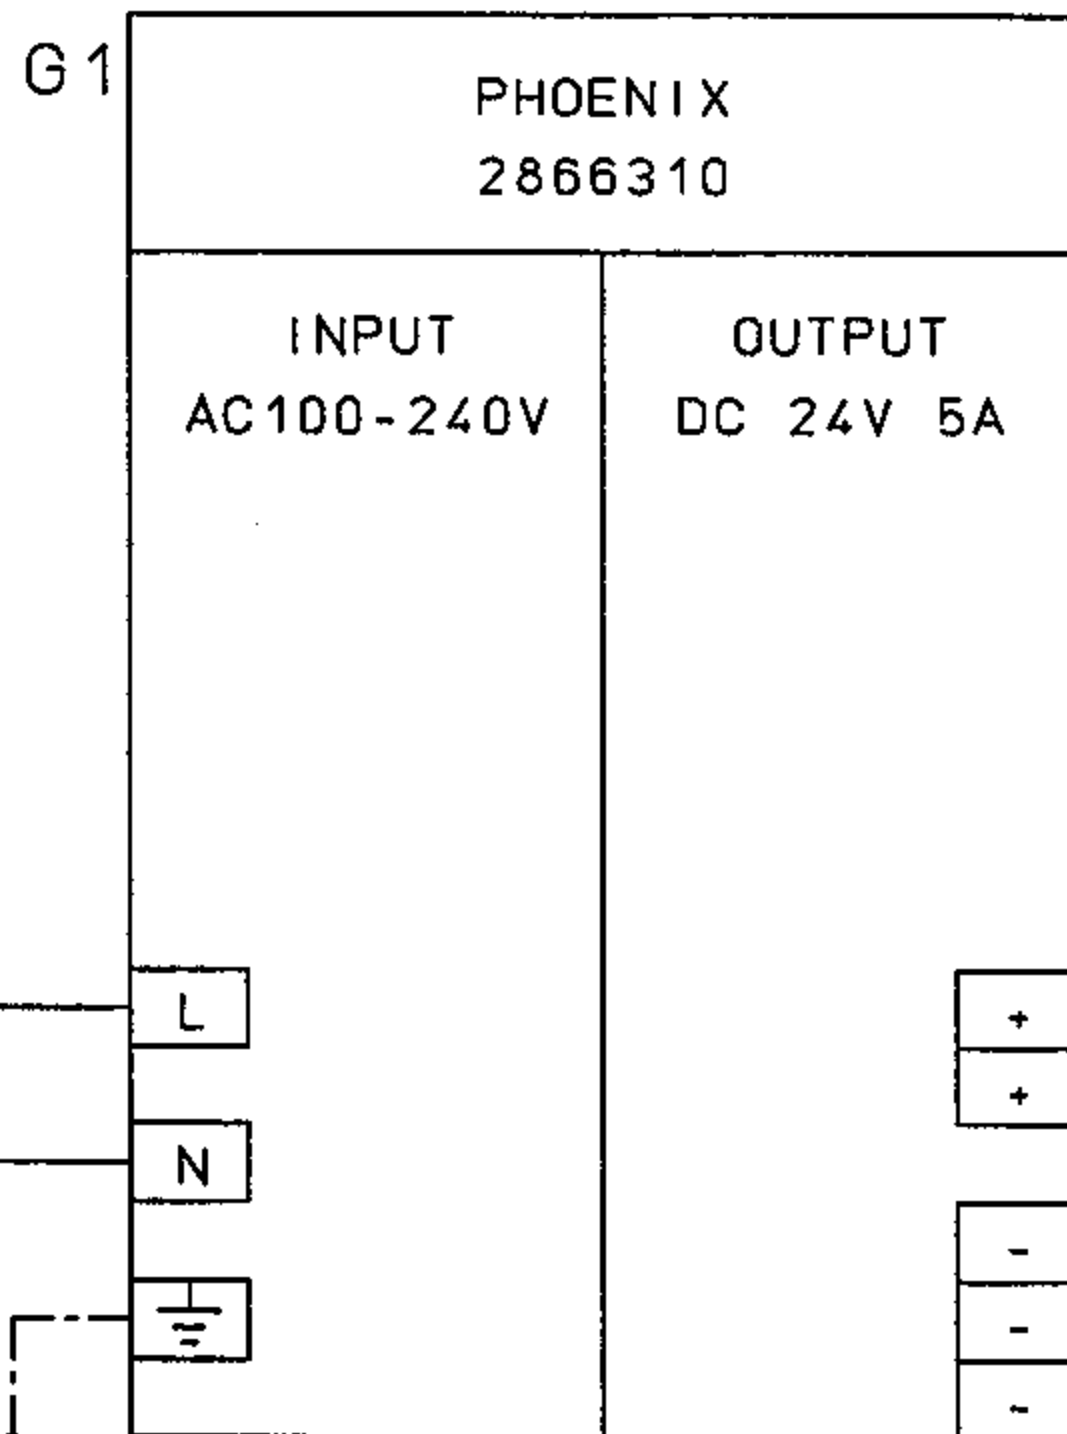 G1
PHOENIX
2866310
INPUT
AC100-240V
OUTPUT
DC 24V 5A
L
N
+
+
-
-
-